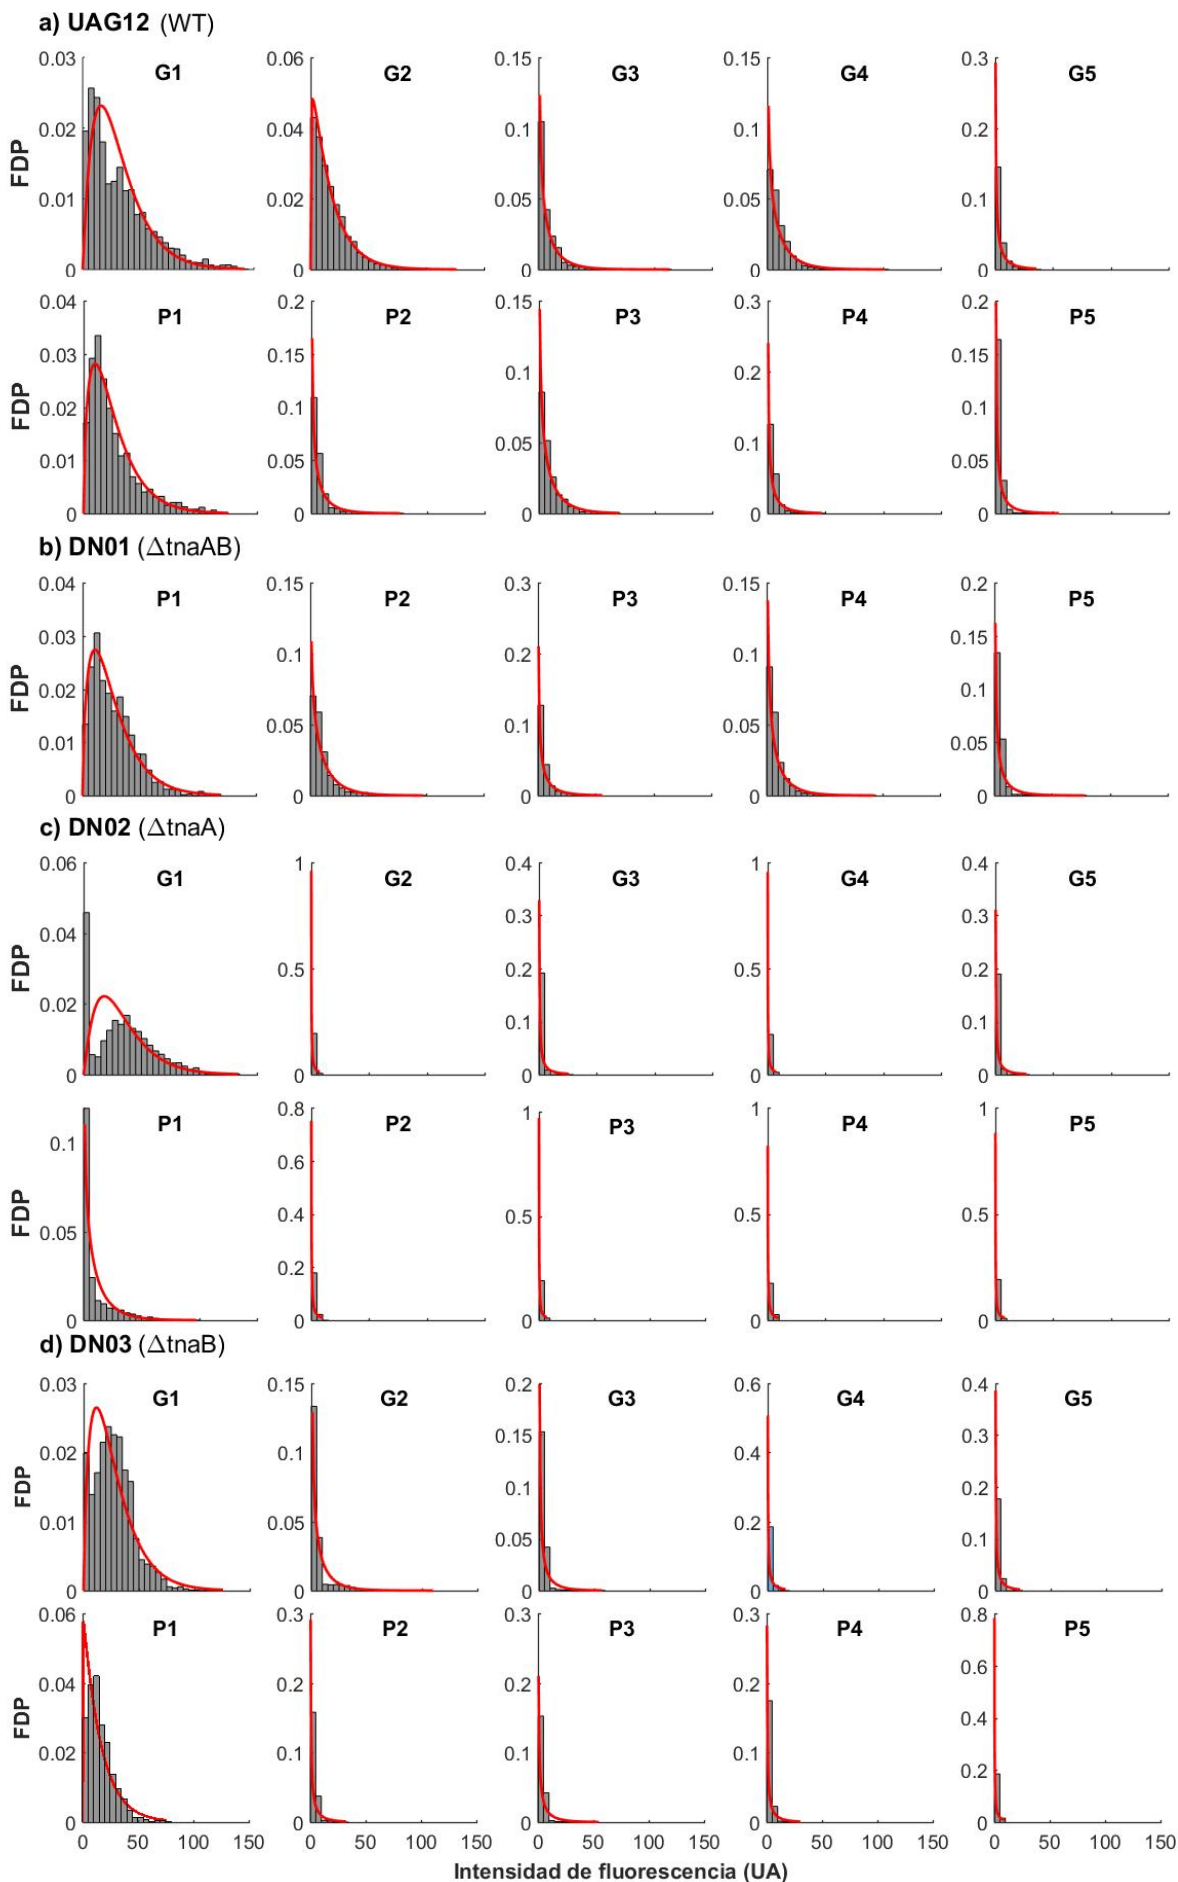 a) UAG12 (WT)
G1 G2 G3 G4 G5
FDP
0.03 0.02 0.01 0
0.06 0.04 0.02 0
0.15 0.1 0.05 0
0.15 0.1 0.05 0
0.3 0.2 0.1 0
P1 P2 P3 P4 P5
FDP
0.04 0.03 0.02 0.01 0
0.2 0.15 0.1 0.05 0
0.15 0.1 0.05 0
0.3 0.2 0.1 0
0.2 0.15 0.1 0.05 0
b) DN01 (ΔtnaAB)
P1 P2 P3 P4 P5
FDP
0.04 0.03 0.02 0.01 0
0.15 0.1 0.05 0
0.3 0.2 0.1 0
0.15 0.1 0.05 0
0.2 0.15 0.1 0.05 0
c) DN02 (ΔtnaA)
G1 G2 G3 G4 G5
FDP
0.06 0.04 0.02 0
1 0.5 0
0.4 0.3 0.2 0.1 0
1 0.5 0
0.4 0.3 0.2 0.1 0
P1 P2 P3 P4 P5
FDP
0.1 0.05 0
0.8 0.6 0.4 0.2 0
1 0.5 0
1 0.5 0
1 0.5 0
d) DN03 (ΔtnaB)
G1 G2 G3 G4 G5
FDP
0.03 0.02 0.01 0
0.15 0.1 0.05 0
0.2 0.15 0.1 0.05 0
0.6 0.4 0.2 0
0.4 0.3 0.2 0.1 0
P1 P2 P3 P4 P5
FDP
0.06 0.04 0.02 0
0.3 0.2 0.1 0
0.3 0.2 0.1 0
0.3 0.2 0.1 0
0.8 0.6 0.4 0.2 0
0 50 100 150 0 50 100 150 0 50 100 150 0 50 100 150 0 50 100 150
Intensidad de fluorescencia (UA)